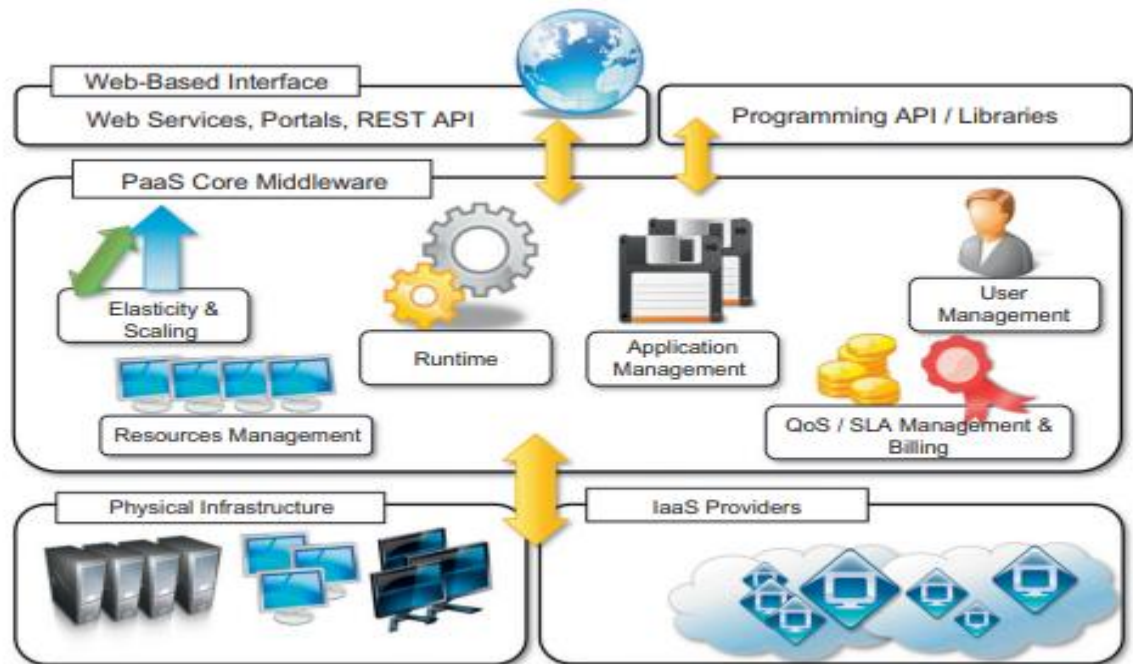 Web-Based Interface
Web Services, Portals, REST API
Programming API / Libraries
PaaS Core Middleware
Elasticity &
Scaling
Runtime
Application
Management
User
Management
Resources Management
QoS / SLA Management &
Billing
Physical Infrastructure
IaaS Providers